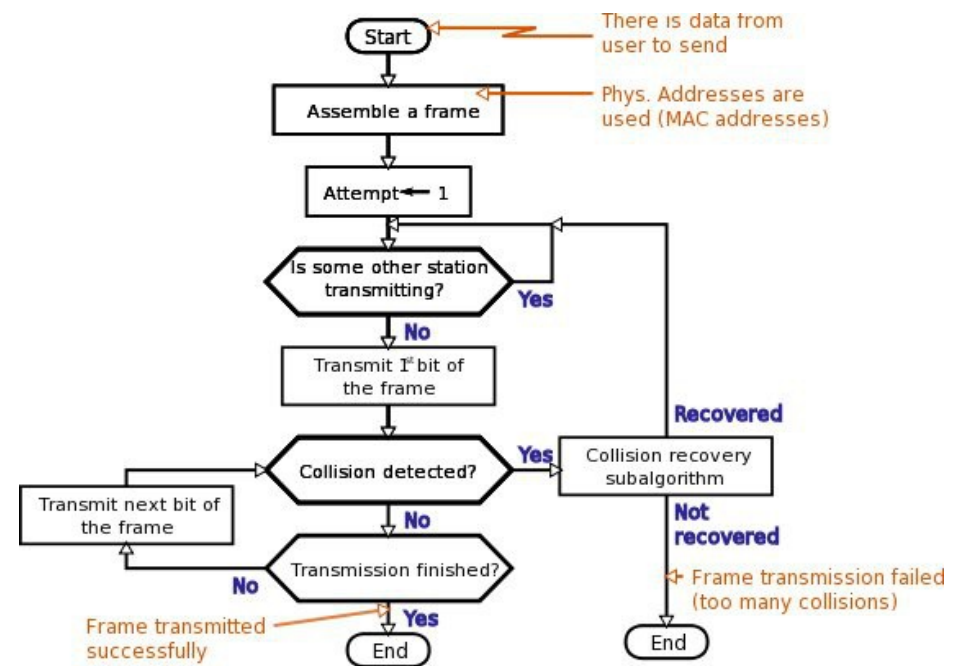 There is data from
user to send
Start
Phys. Addresses are
used (MAC addresses)
Assemble a frame
Attempt ← 1
Is some other station
transmitting?
Yes
No
Transmit 1st bit of
the frame
Recovered
Collision detected?
Yes
Collision recovery
subalgorithm
Transmit next bit of
the frame
No
Not
recovered
Transmission finished?
No
Yes
Frame transmission failed
(too many collisions)
Frame transmitted
successfully
End
End